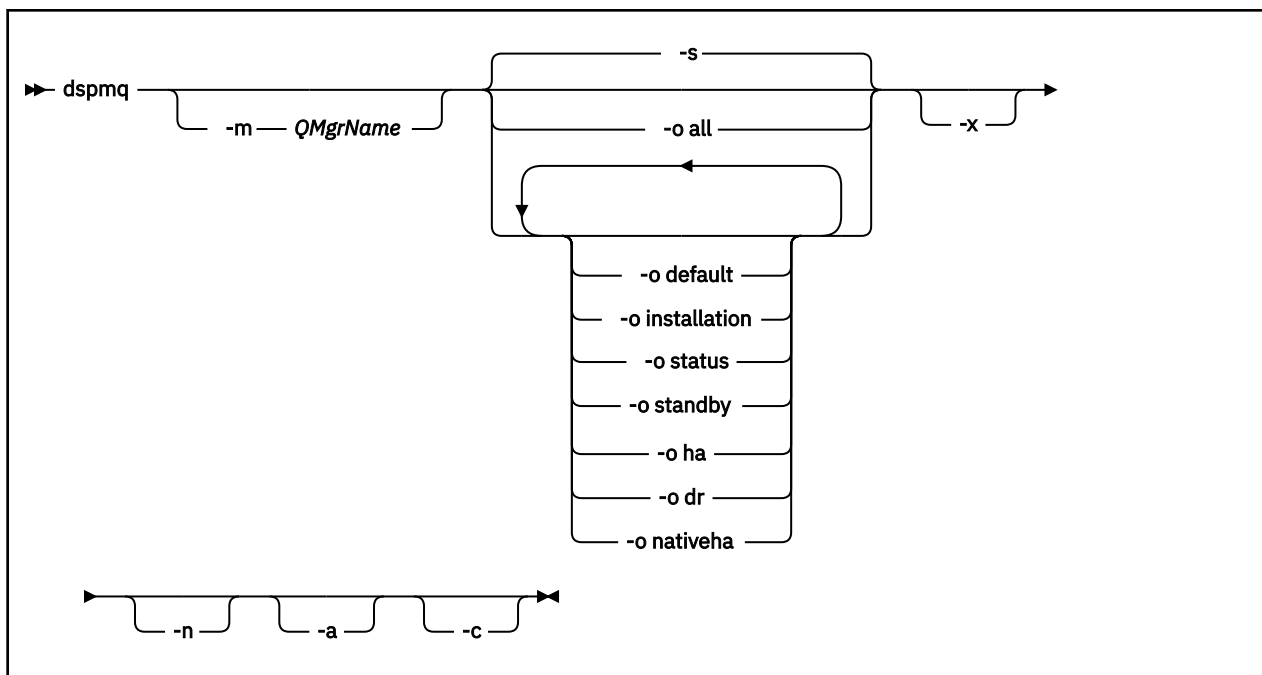 -s
dspmq
-m QMgrName
-o all
-x
-o default
-o installation
-o status
-o standby
-o ha
-o dr
-o nativeha
-n
-a
-c